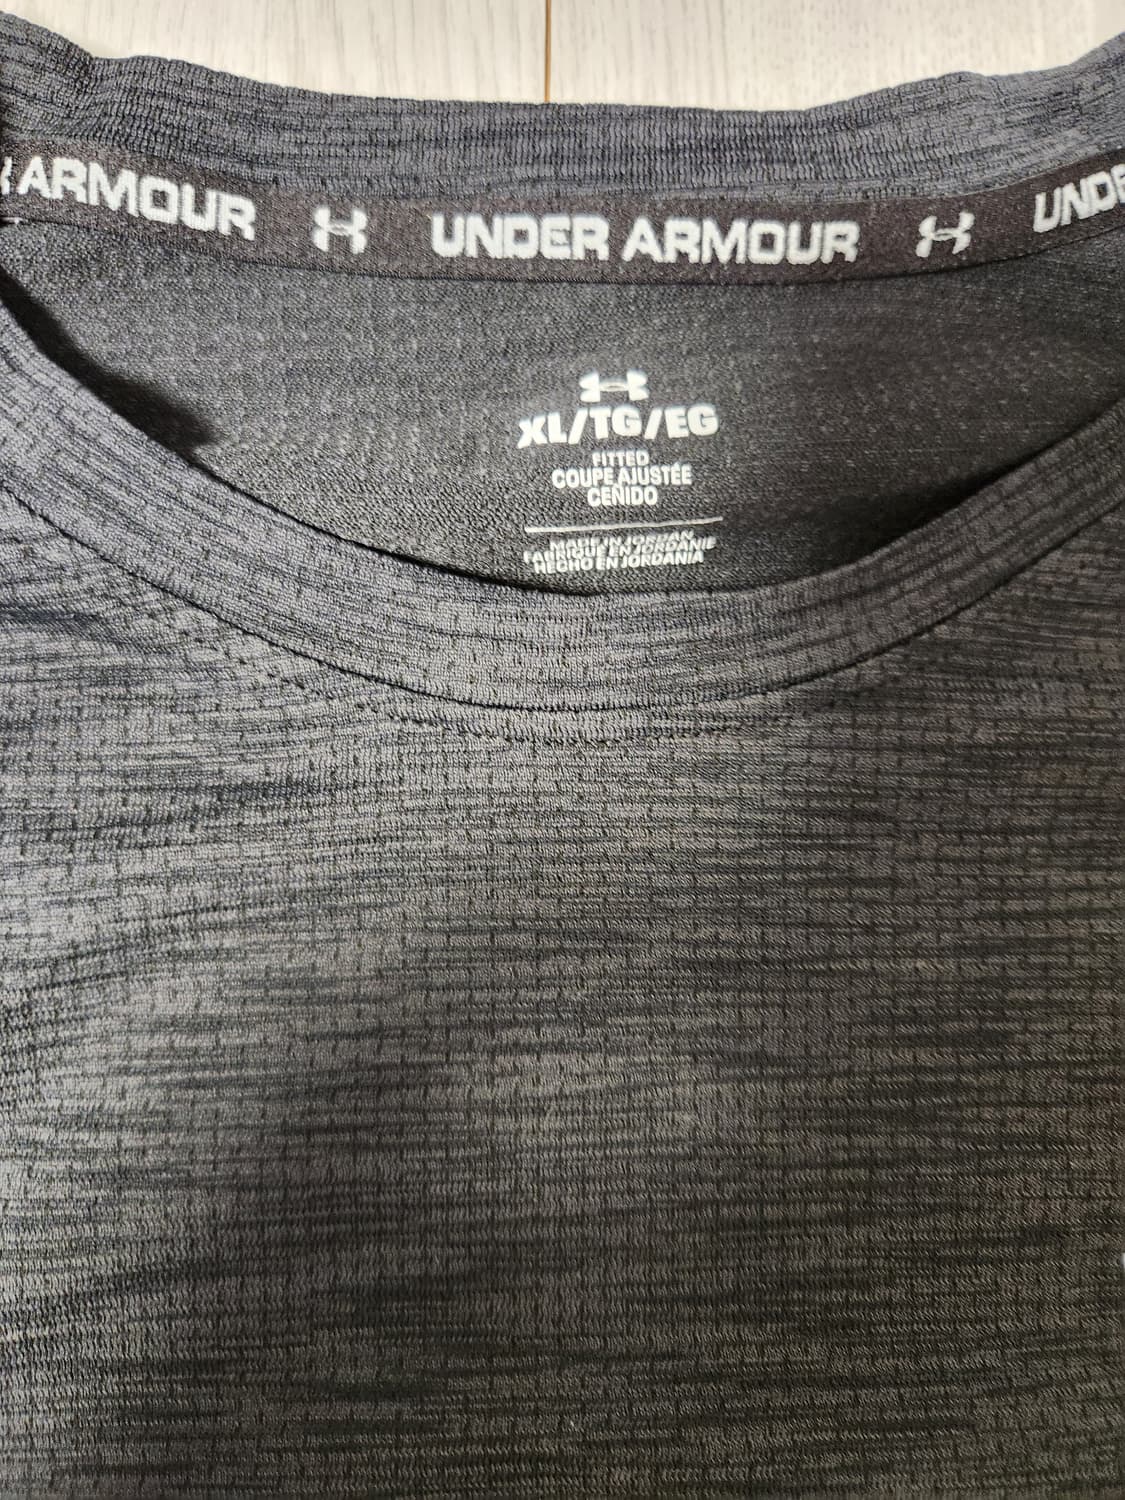 ARMOUR UNDER ARMOUR UNDE
XL/TG/EG
FITTED
COUPE AJUSTÉE
CEÑIDO
MADE IN JORDAN
FABRIQUÉ EN JORDANIE
HECHO EN JORDANIA